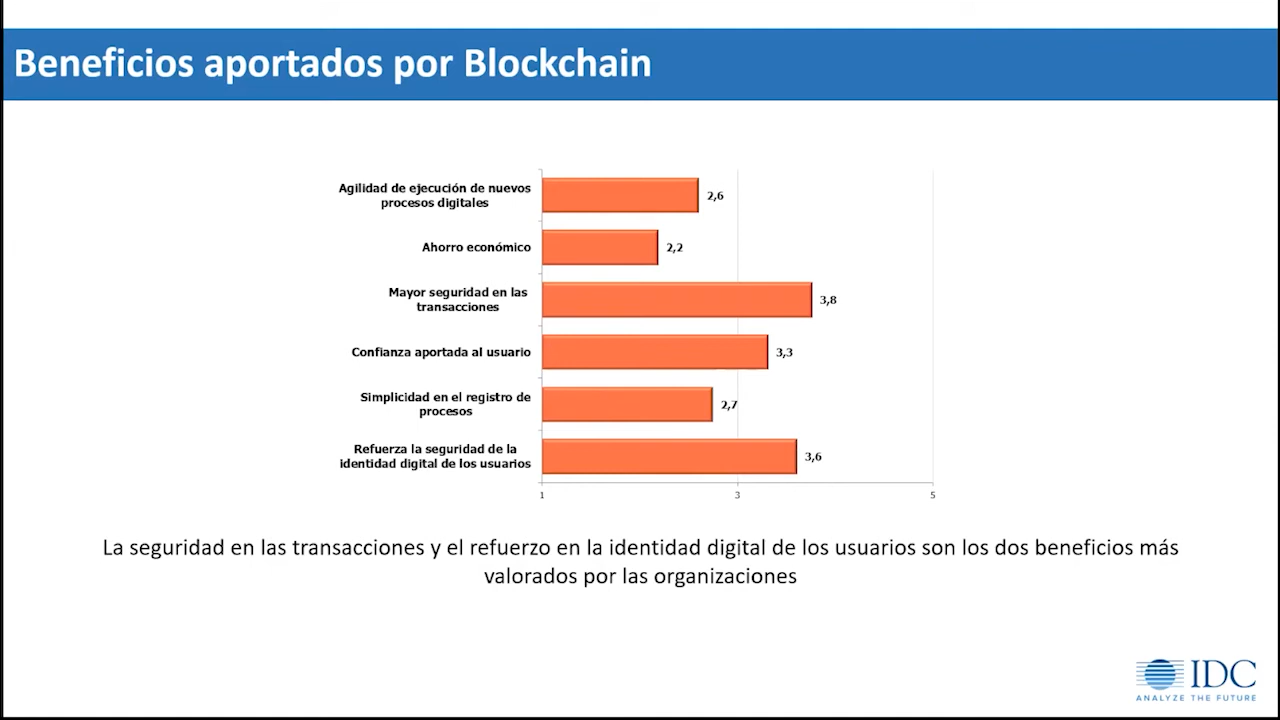 Beneficios aportados por Blockchain
Agilidad de ejecución de nuevos
procesos digitales
2,6
Ahorro económico
2,2
Mayor seguridad en las
transacciones
3,8
Confianza aportada al usuario
3,3
Simplicidad en el registro de
procesos
2,7
Refuerza la seguridad de la
identidad digital de los usuarios
3,6
1 3 5
La seguridad en las transacciones y el refuerzo en la identidad digital de los usuarios son los dos beneficios más
valorados por las organizaciones
IDC
ANALYZE THE FUTURE